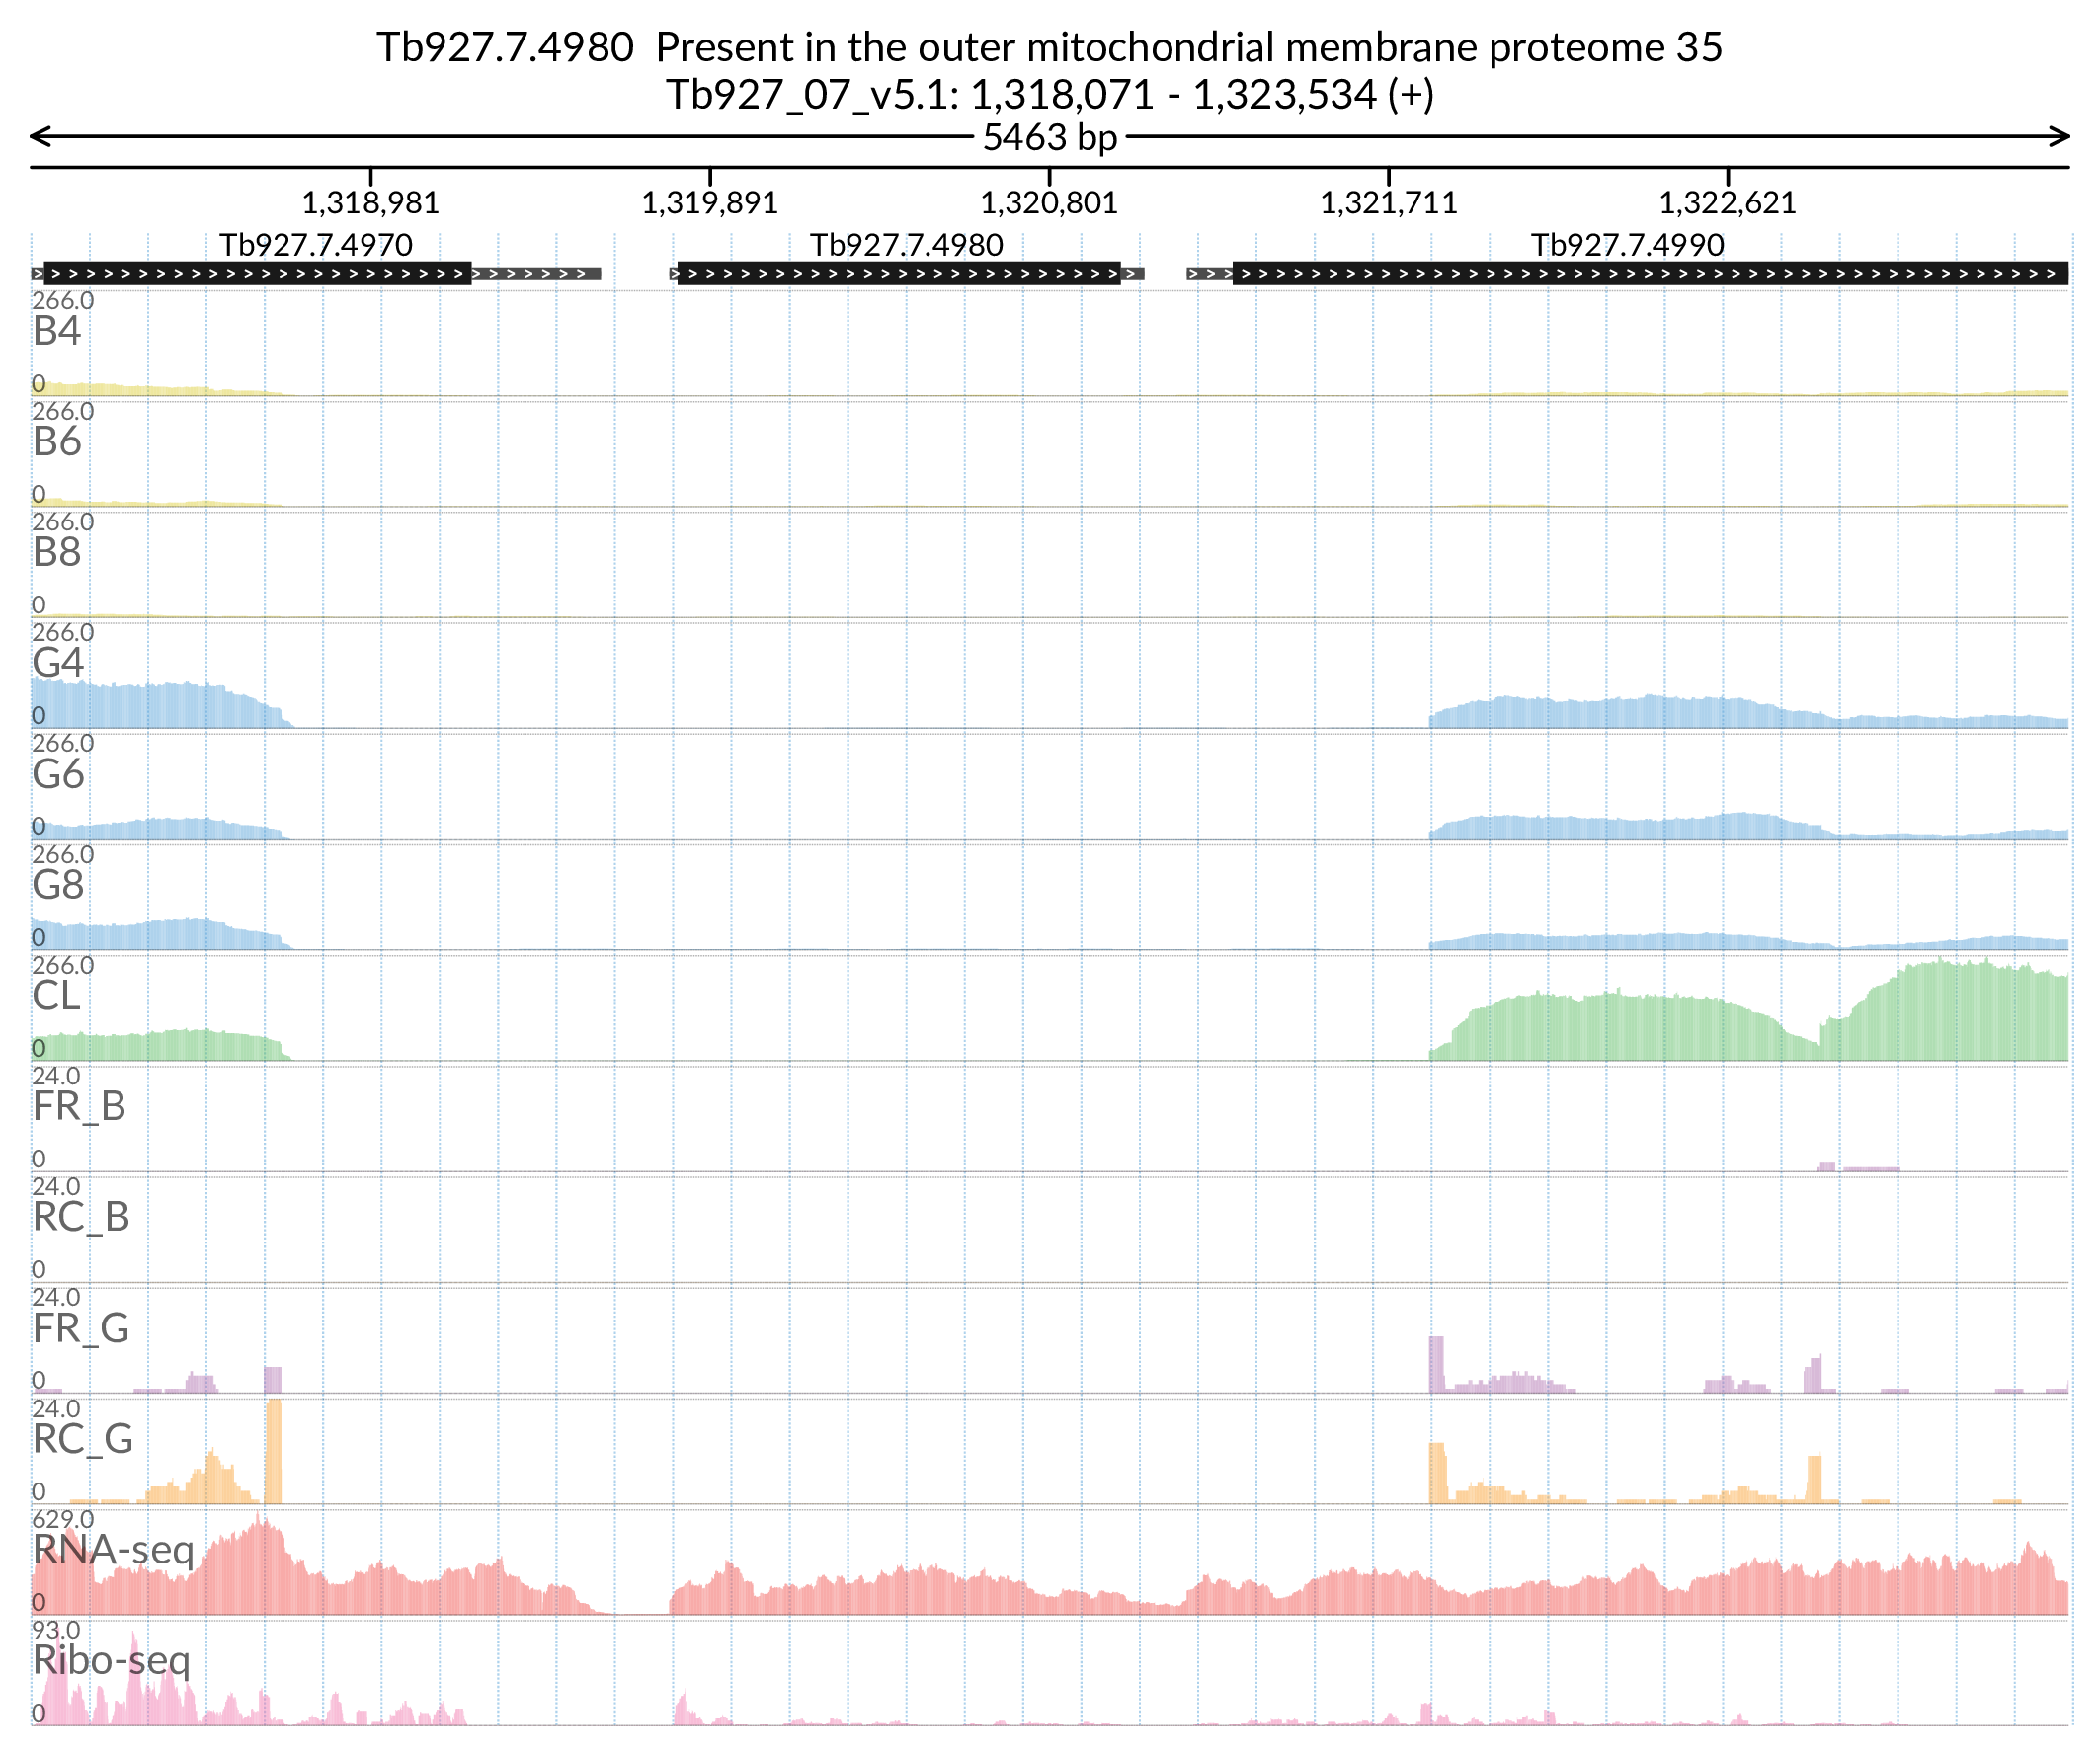 Tb927.7.4980  Present in the outer mitochondrial membrane proteome 35
Tb927_07_v5.1: 1,318,071 - 1,323,534 (+)
5463 bp
1,318,981 1,319,891 1,320,801 1,321,711 1,322,621
Tb927.7.4970 Tb927.7.4980 Tb927.7.4990
266.0
B4
0
266.0
B6
0
266.0
B8
0
266.0
G4
0
266.0
G6
0
266.0
G8
0
266.0
CL
0
24.0
FR_B
0
24.0
RC_B
0
24.0
FR_G
0
24.0
RC_G
0
629.0
RNA-seq
0
93.0
Ribo-seq
0